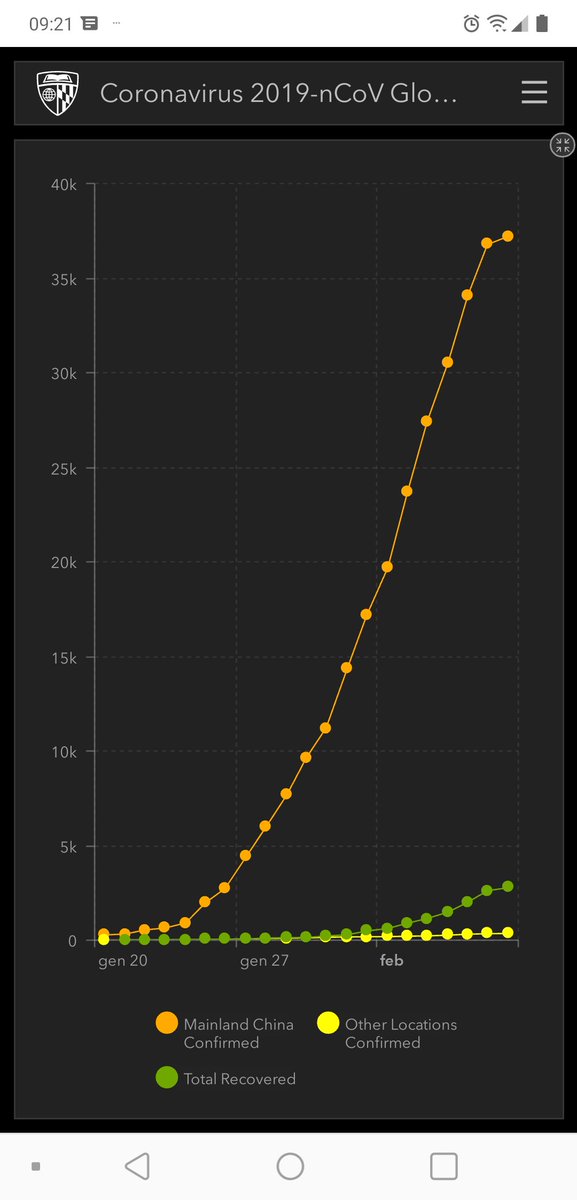 09:21
Coronavirus 2019-nCoV Glo...
40k
35k
30k
25k
20k
15k
10k
5k
0
gen 20 gen 27 feb
Mainland China
Confirmed
Other Locations
Confirmed
Total Recovered